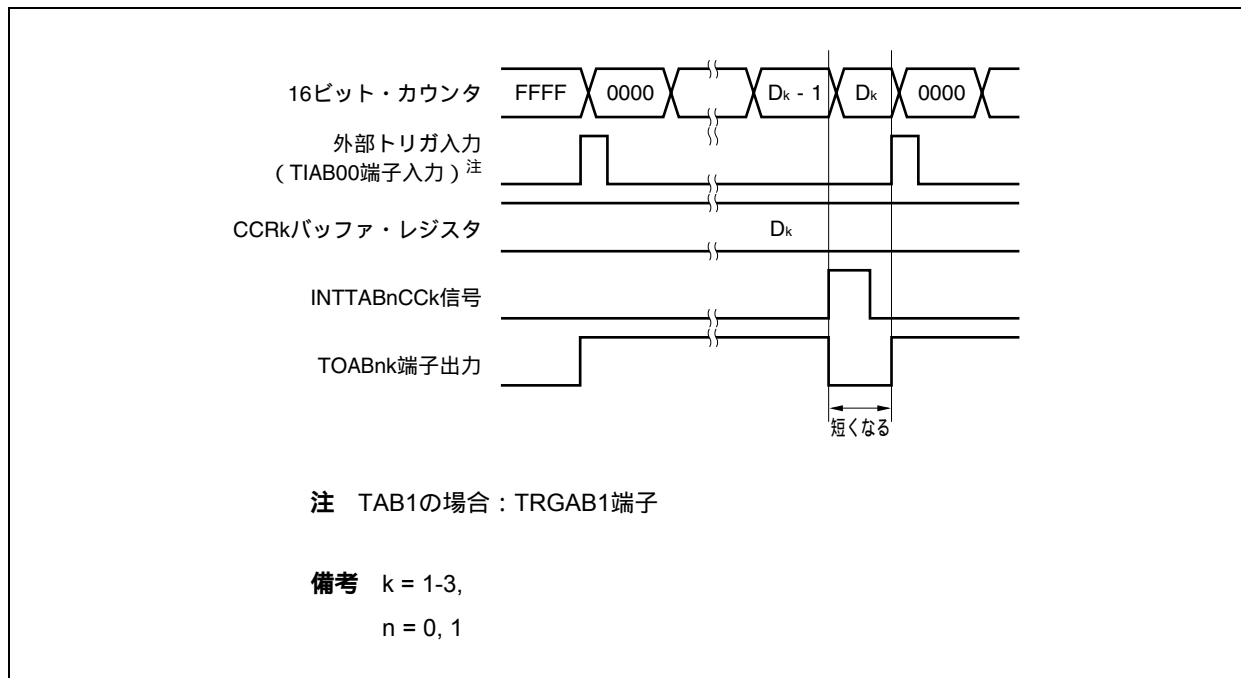 16ビット・カウンタ FFFF 0000 Dk - 1 Dk 0000
外部トリガ入力
(TIAB00端子入力)注
CCRkバッファ・レジスタ Dk
INTTABnCCk信号
TOABnk端子出力
短くなる
注 TAB1の場合:TRGAB1端子
備考 k = 1-3,
n = 0, 1